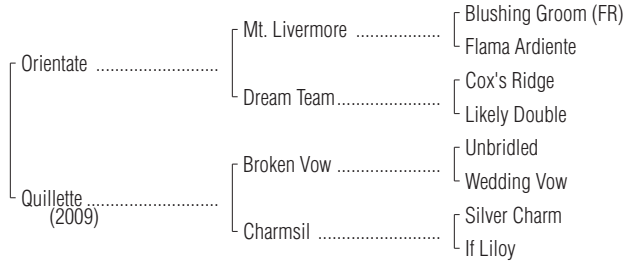 Blushing Groom (FR)
Mt. Livermore ..................
Flama Ardiente
Orientate ..........................
Cox's Ridge
Dream Team......................
Likely Double
Unbridled
Broken Vow ......................
Wedding Vow
Quillette ............................
(2009)
Silver Charm
Charmsil ..........................
If Liloy